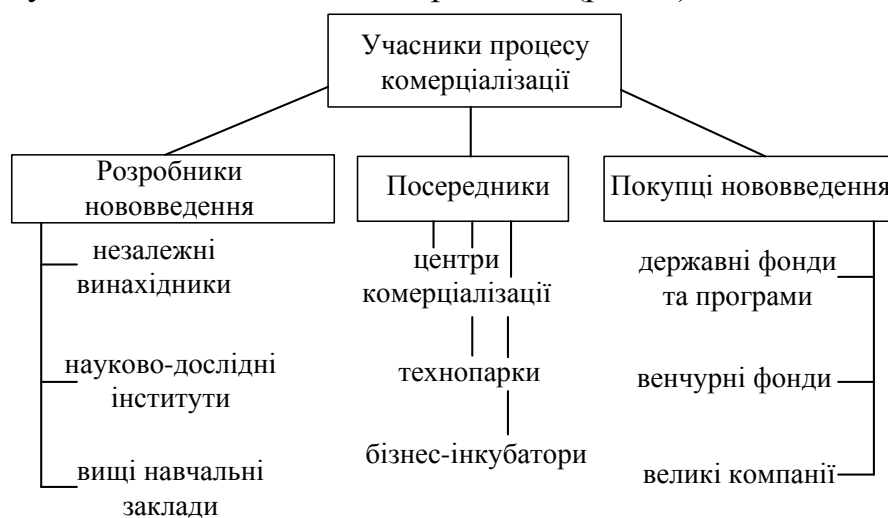 Учасники процесу
комерціалізації
Розробники
нововведення
незалежні
винахідники
науково-дослідні
інститути
вищі навчальні
заклади
Посередники
центри
комерціалізації
технопарки
бізнес-інкубатори
Покупці нововведення
державні фонди
та програми
венчурні фонди
великі компанії